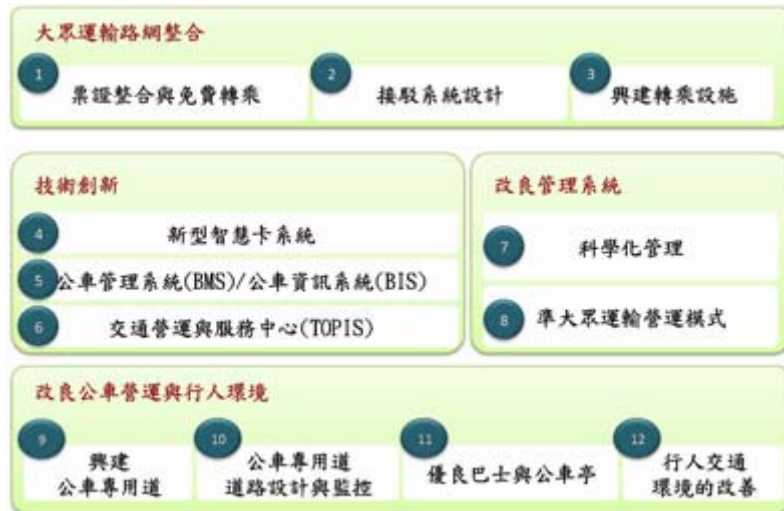 大眾運輸路網整合
1 票證整合與免費轉乘
2 接駁系統設計
3 興建轉乘設施
技術創新
4 新型智慧卡系統
5 公車管理系統(BMS)/公車資訊系統(BIS)
6 交通營運與服務中心(TOPIS)
改良管理系統
7 科學化管理
8 準大眾運輸營運模式
改良公車營運與行人環境
9 興建
公車專用道
10 公車專用道
道路設計與監控
11 優良巴士與公車亭
12 行人交通
環境的改善